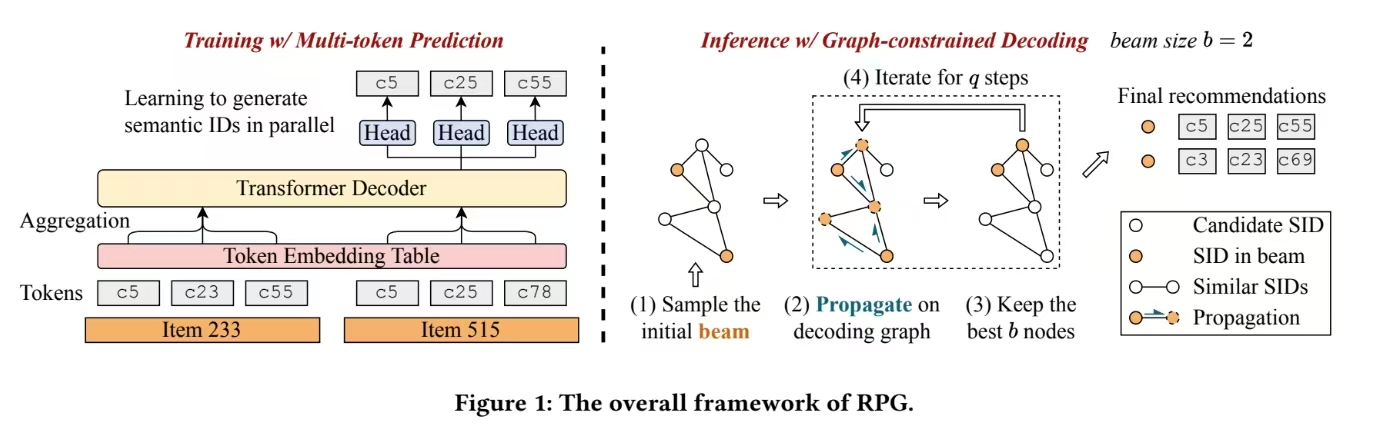 Training w/ Multi-token Prediction
Learning to generate
semantic IDs in parallel
c5 c25 c55
Head Head Head
Transformer Decoder
Aggregation
Token Embedding Table
Tokens c5 c23 c55 c5 c25 c78
Item 233 Item 515
Inference w/ Graph-constrained Decoding beam size b = 2
(4) Iterate for q steps
(1) Sample the
initial beam
(2) Propagate on
decoding graph
(3) Keep the
best b nodes
Final recommendations
c5 c25 c55
c3 c23 c69
Candidate SID
SID in beam
Similar SIDs
Propagation
Figure 1: The overall framework of RPG.